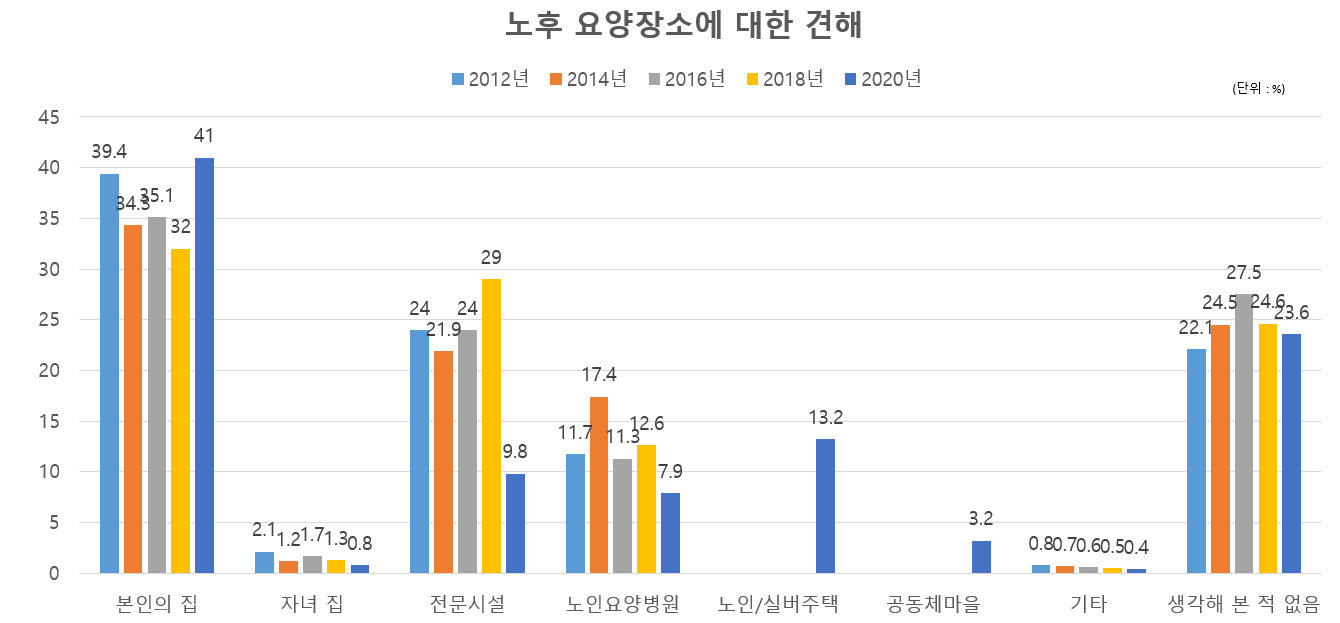 노후 요양장소에 대한 견해
2012년 2014년 2016년 2018년 2020년
(단위 : %)
45
40
35
30
25
20
15
10
5
0
39.4 34.3 35.1 32 41
2.1 1.2 1.7 1.3 0.8
24 21.9 24 29 9.8
11.7 17.4 11.3 12.6 7.9
13.2
3.2
0.8 0.7 0.6 0.5 0.4
22.1 24.5 27.5 24.6 23.6
본인의 집 자녀 집 전문시설 노인요양병원 노인/실버주택 공동체마을 기타 생각해 본 적 없음